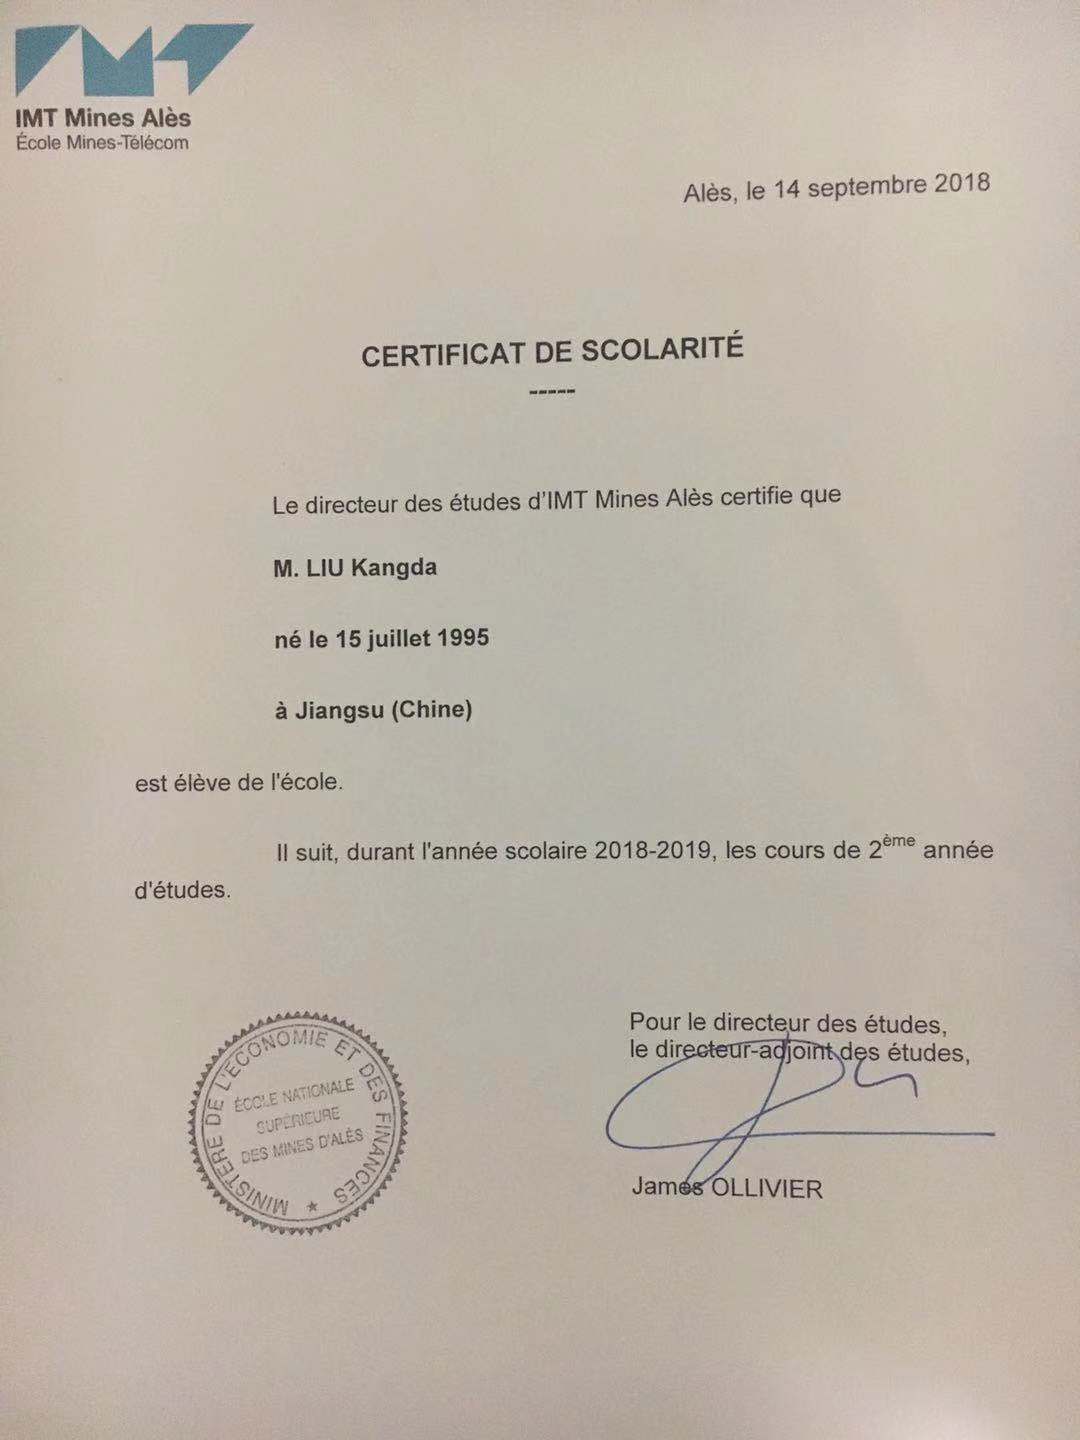 IMT Mines Alès
École Mines-Télécom
Alès, le 14 septembre 2018
CERTIFICAT DE SCOLARITÉ
-----
Le directeur des études d'IMT Mines Alès certifie que
M. LIU Kangda
né le 15 juillet 1995
à Jiangsu (Chine)
est élève de l'école.
Il suit, durant l'année scolaire 2018-2019, les cours de 2ème année
d'études.
Pour le directeur des études,
le directeur-adjoint des études,
James OLLIVIER
MINISTERE DE L'ÉCONOMIE ET DES FINANCES ★
ÉCOLE NATIONALE
SUPÉRIEURE
DES MINES D'ALÈS